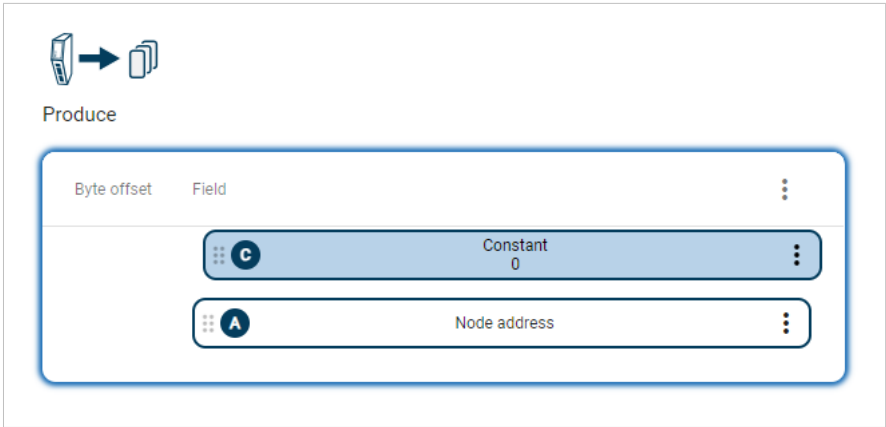 Produce
Byte offset Field
C Constant
0
A Node address